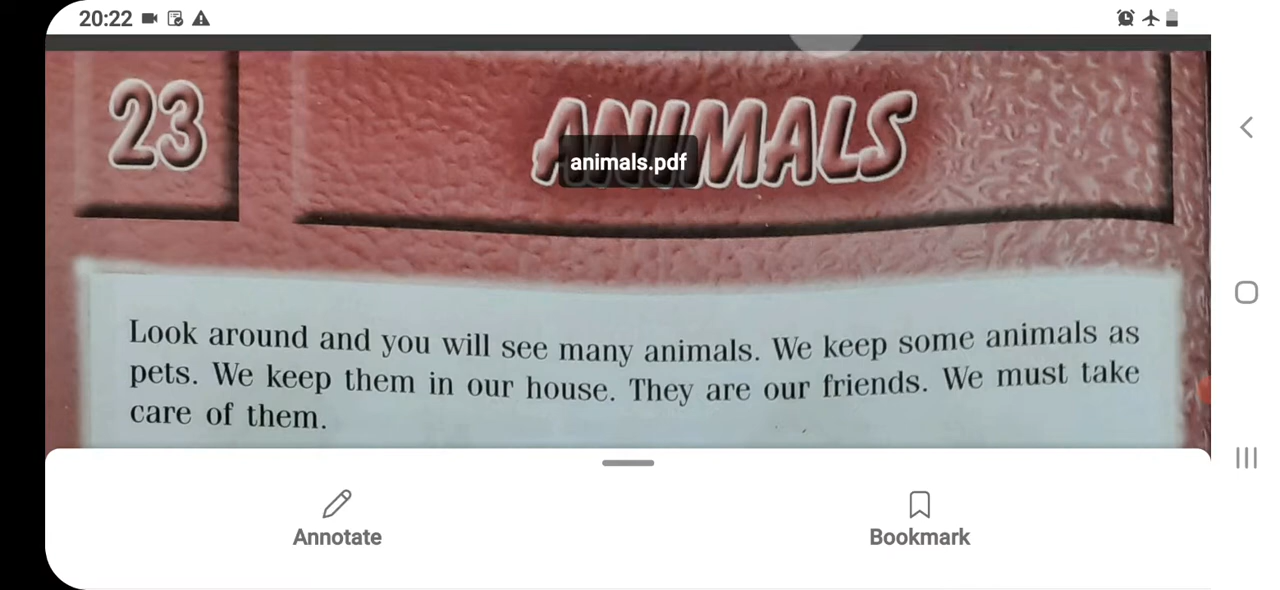 20:22
23
ANIMALS
animals.pdf
Look around and you will see many animals. We keep some animals as
pets. We keep them in our house. They are our friends. We must take
care of them.
Annotate
Bookmark